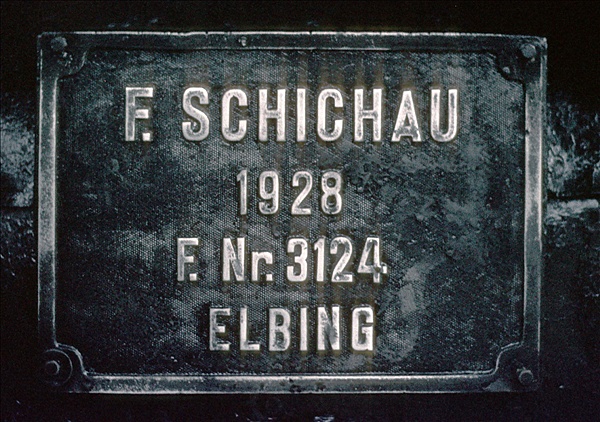 F. SCHICHAU
1928
F. Nr. 3124
ELBING